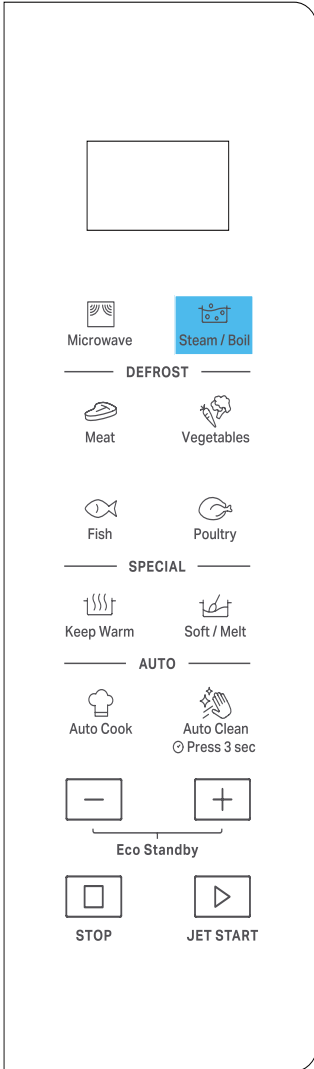 Microwave Steam / Boil
DEFROST
Meat Vegetables
Fish Poultry
SPECIAL
Keep Warm Soft / Melt
AUTO
Auto Cook Auto Clean
Press 3 sec
Eco Standby
STOP JET START